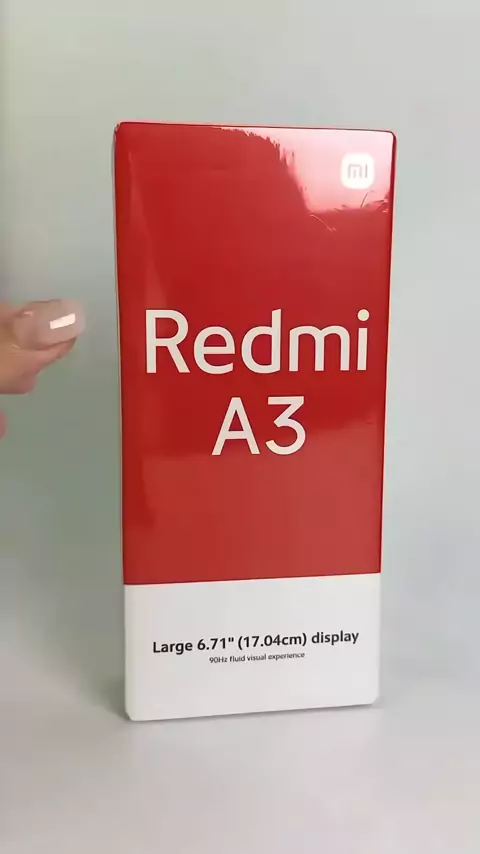 mi
Redmi
A3
Large 6.71" (17.04cm) display
90Hz fluid visual experience